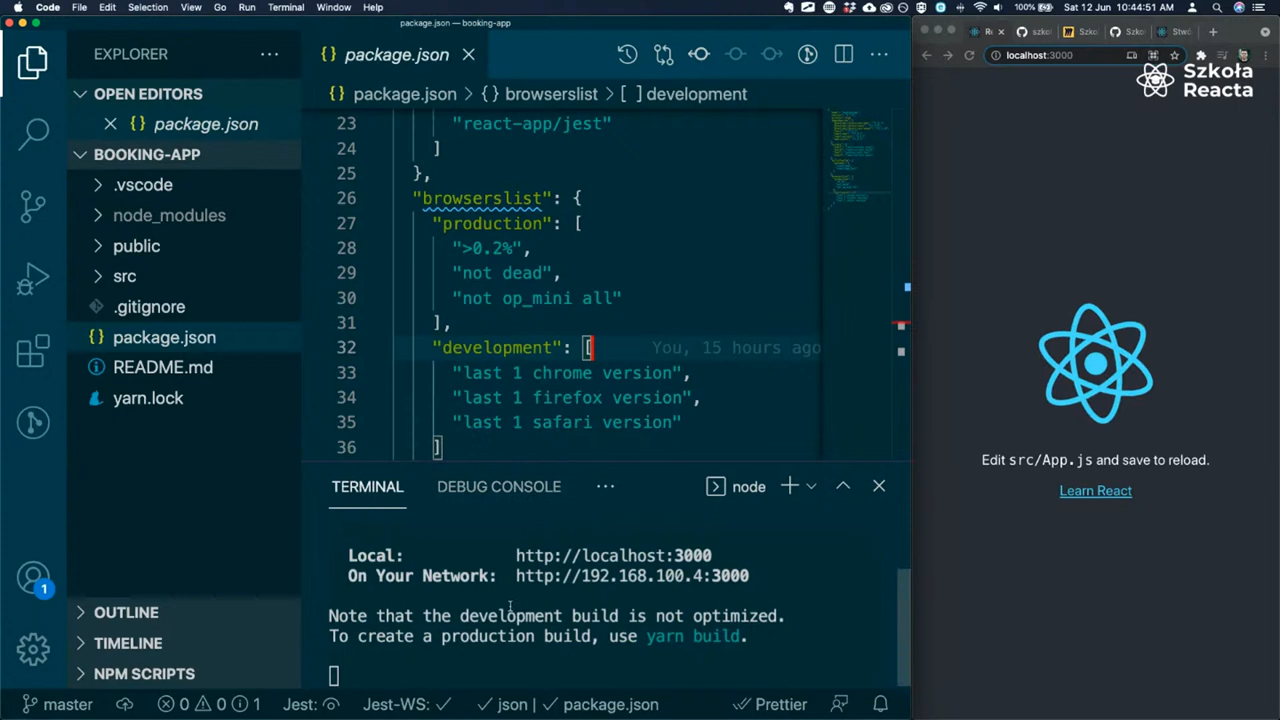 Code File Edit Selection View Go Run Terminal Window Help
100% Sat 12 Jun 10:44:51
package.json — booking-app
localhost:3000
Szkoła
Reacta
EXPLORER
OPEN EDITORS
{} package.json
BOOKING-APP
.vscode
node_modules
public
src
.gitignore
{} package.json
README.md
yarn.lock
OUTLINE
TIMELINE
NPM SCRIPTS
1
{} package.json
{} package.json > {} browserslist > [ ] development
23 "react-app/jest"
24 ]
25 },
26 "browserslist": {
27 "production": [
28 ">0.2%",
29 "not dead",
30 "not op_mini all"
31 ],
32 "development": [ You, 15 hours ago
33 "last 1 chrome version",
34 "last 1 firefox version",
35 "last 1 safari version"
36 ]
TERMINAL DEBUG CONSOLE ··· node
Local: http://localhost:3000
On Your Network: http://192.168.100.4:3000
Note that the development build is not optimized.
To create a production build, use yarn build.
master 0 0 1 Jest: Jest-WS: json | package.json Prettier
Edit src/App.js and save to reload.
Learn React